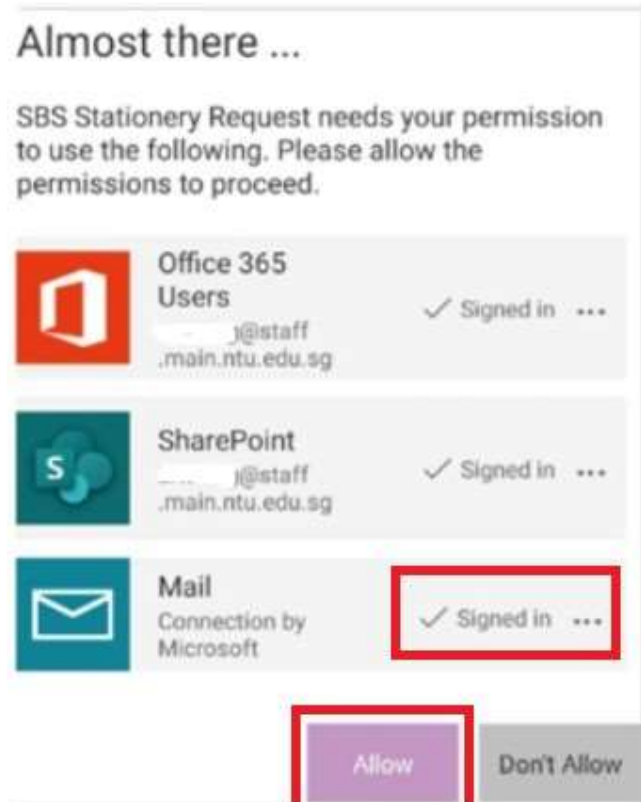 Almost there ...
SBS Stationery Request needs your permission
to use the following. Please allow the
permissions to proceed.
Office 365
Users
@staff
.main.ntu.edu.sg
Signed in
SharePoint
@staff
.main.ntu.edu.sg
Signed in
S
Mail
Connection by
Microsoft
Signed in
Allow
Don't Allow